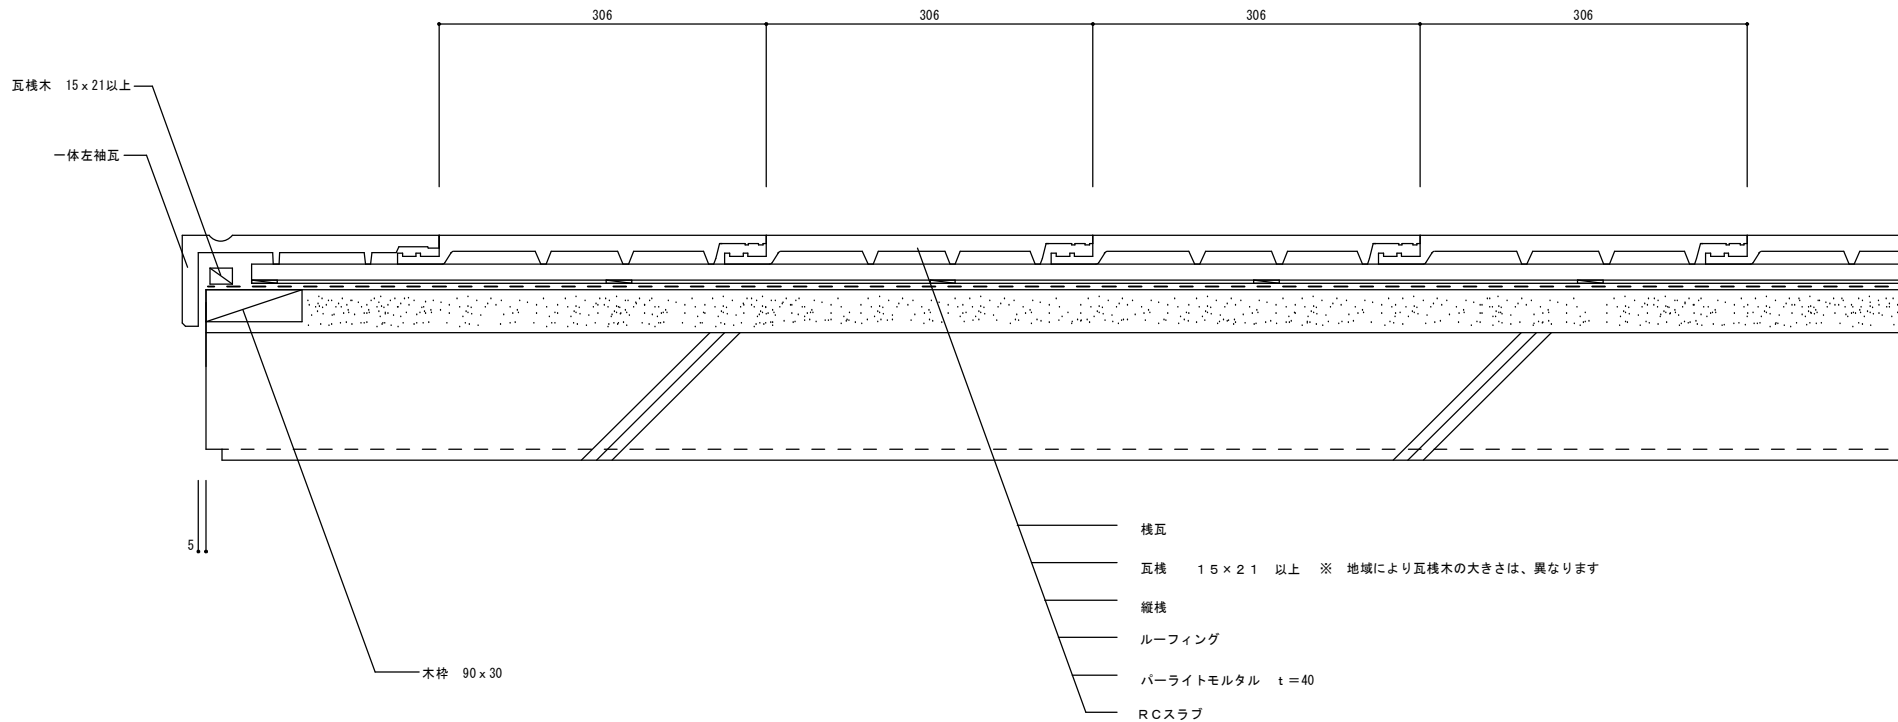 306 306 306 306
瓦桟木 15x21以上
一体左袖瓦
5
桟瓦
瓦桟 15×21 以上 ※ 地域により瓦桟木の大きさは、異なります
縦桟
ルーフィング
木枠 90x30
パーライトモルタル t=40
RCスラブ